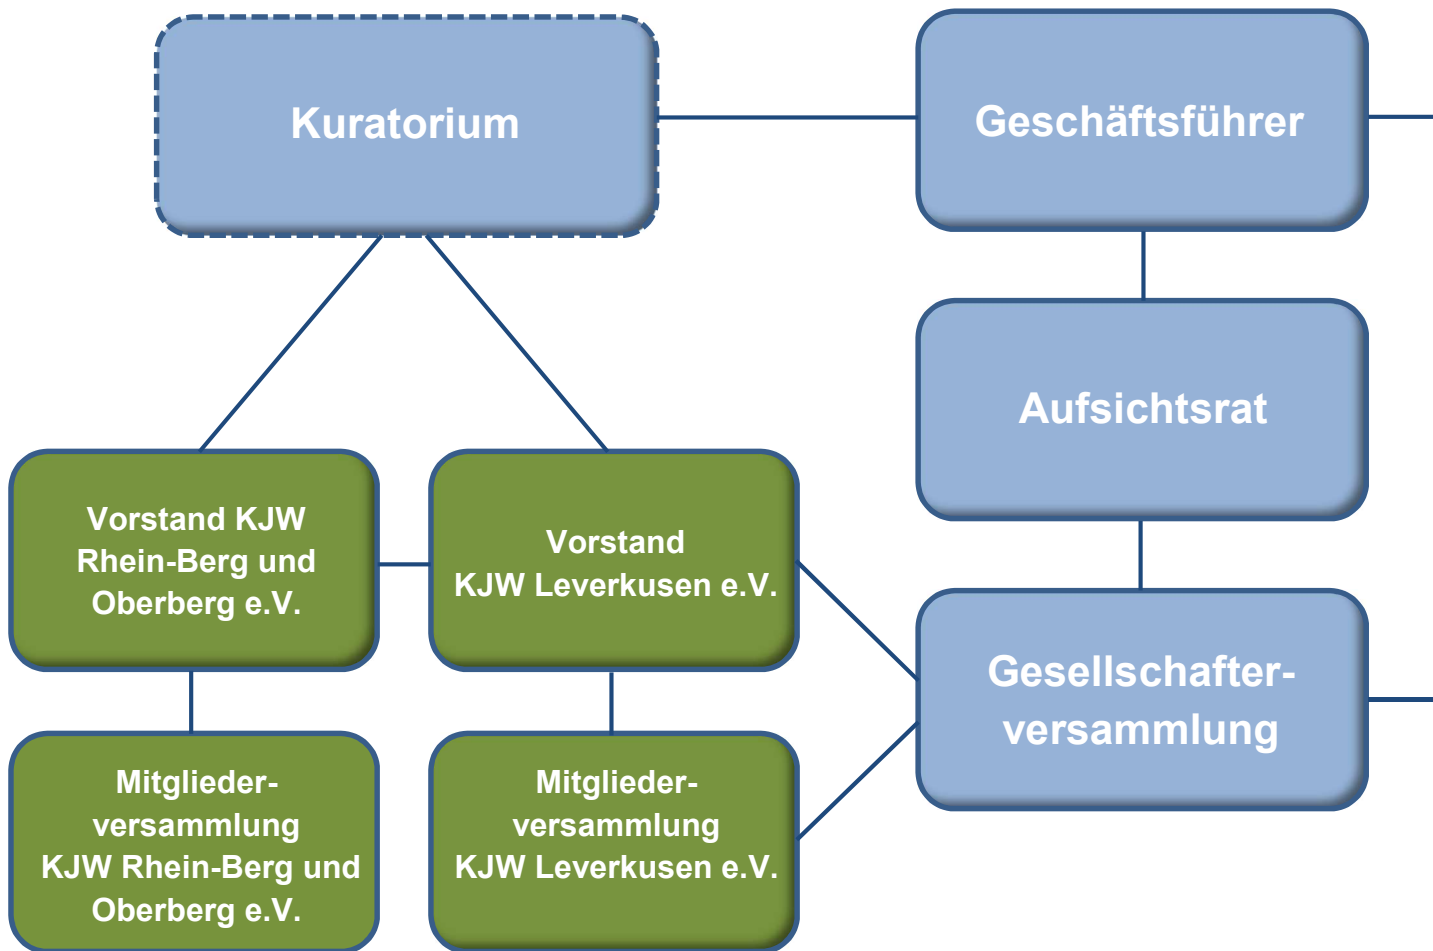 Kuratorium
Geschäftsführer
Aufsichtsrat
Vorstand KJW
Rhein-Berg und
Oberberg e.V.
Vorstand
KJW Leverkusen e.V.
Gesellschafter-
versammlung
Mitglieder-
versammlung
KJW Rhein-Berg und
Oberberg e.V.
Mitglieder-
versammlung
KJW Leverkusen e.V.